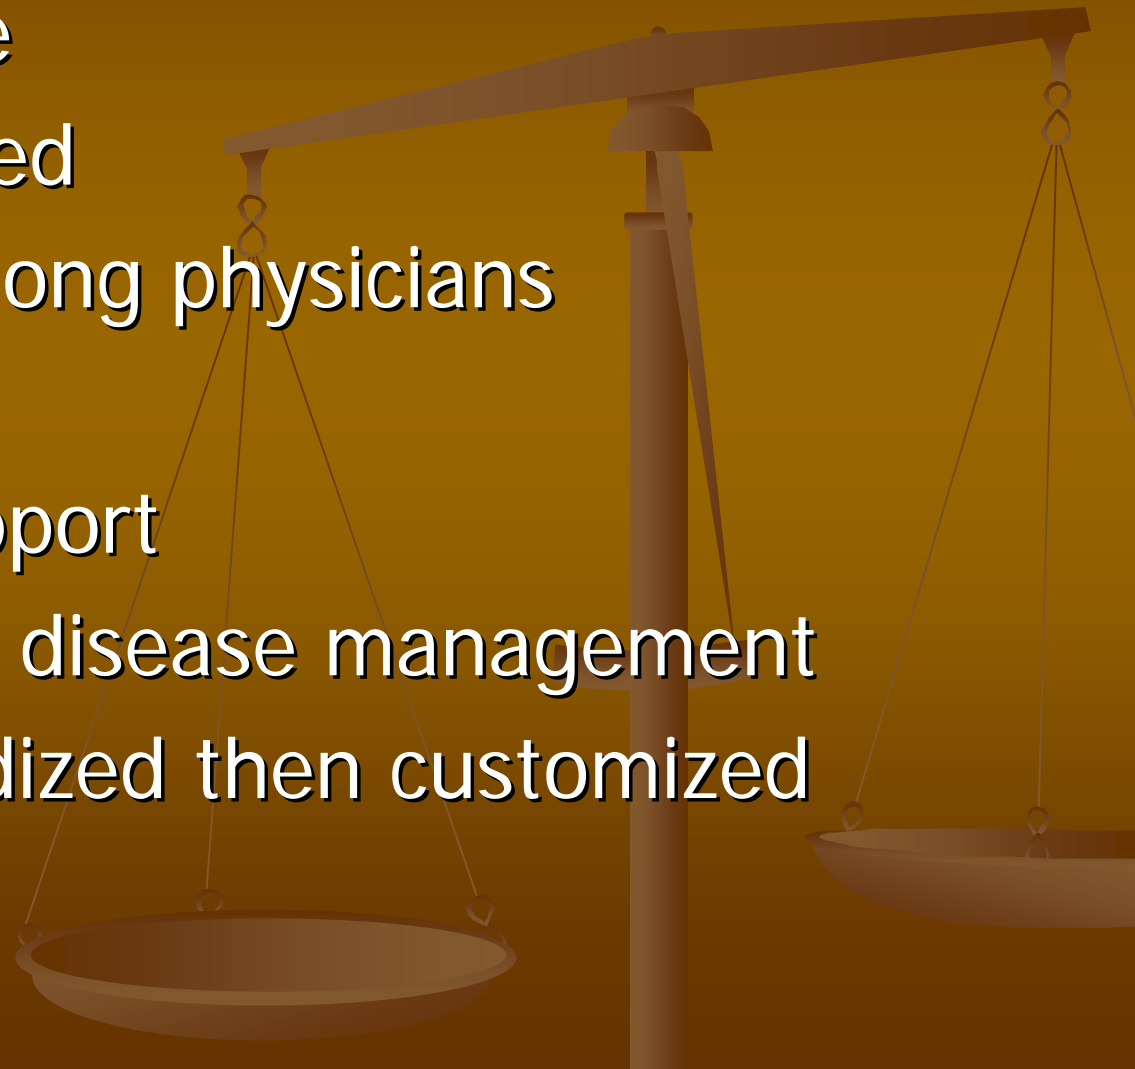 e
ed
ong physicians
pport
disease management
dized then customized